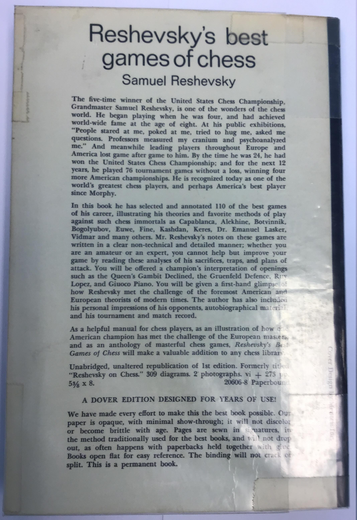 Reshevsky's best
games of chess
Samuel Reshevsky
The five-time winner of the United States Chess Championship,
Grandmaster Samuel Reshevsky, is one of the wonders of the chess
world. He began playing when he was four, and had achieved
world-wide fame at the age of eight. At his public exhibitions,
"People stared at me, poked at me, tried to hug me, asked me
questions. Professors measured my cranium and psychoanalyzed
me." And meanwhile leading players throughout Europe and
America lost game after game to him. By the time he was 24, he had
won the United States Championship; and for the next 12
years, he played 76 tournament games without a loss, winning four
more American championships. He is recognized today as one of the
world's greatest chess players, and perhaps America's best player
since Morphy.
In this book he has selected and annotated 110 of the best games
of his career, illustrating his theories and favorite methods of play
against such chess immortals as Capablanca, Alekhine, Botvinnik,
Bogolyubov, Euwe, Fine, Kashdan, Keres, Dr. Emanuel Lasker,
Vidmar and many others. Mr. Reshevsky's notes on these games are
written in a clear non-technical and detailed manner; whether you
are an amateur or an expert, you cannot help but improve your
game by reading these analyses of his sacrifices, traps, and plans of
attack. You will be offered a champion's interpretation of openings
such as the Queen's Gambit Declined, the Gruenfeld Defence,
Lopez, and Giuoco Piano. You will be given a first-hand
how Reshevsky met the challenge of the foremost American
European theorists of modern times. The author has also
his personal impressions of his opponents, autobiographical
and his tournament and match record.
As a helpful manual for chess players, as an illustration of how
American champion has met the challenge of the European
and as an anthology of masterful chess games, Reshevsky's
Games of Chess will make a valuable addition to any chess
Unabridged, unaltered republication of 1st edition. Formerly
"Reshevsky on Chess." 309 diagrams. 2 photographs. vi + 275
5⅜ x 8. 20606-8
A DOVER EDITION DESIGNED FOR YEARS OF USE!
We have made every effort to make this the best book possible.
paper is opaque, with minimal show-through; it will not
or become brittle with age. Pages are sewn in
the method traditionally used for the best books, and will not
out, as often happens with paperbacks held together with
Books open flat for easy reference. The binding will not
split. This is a permanent book.